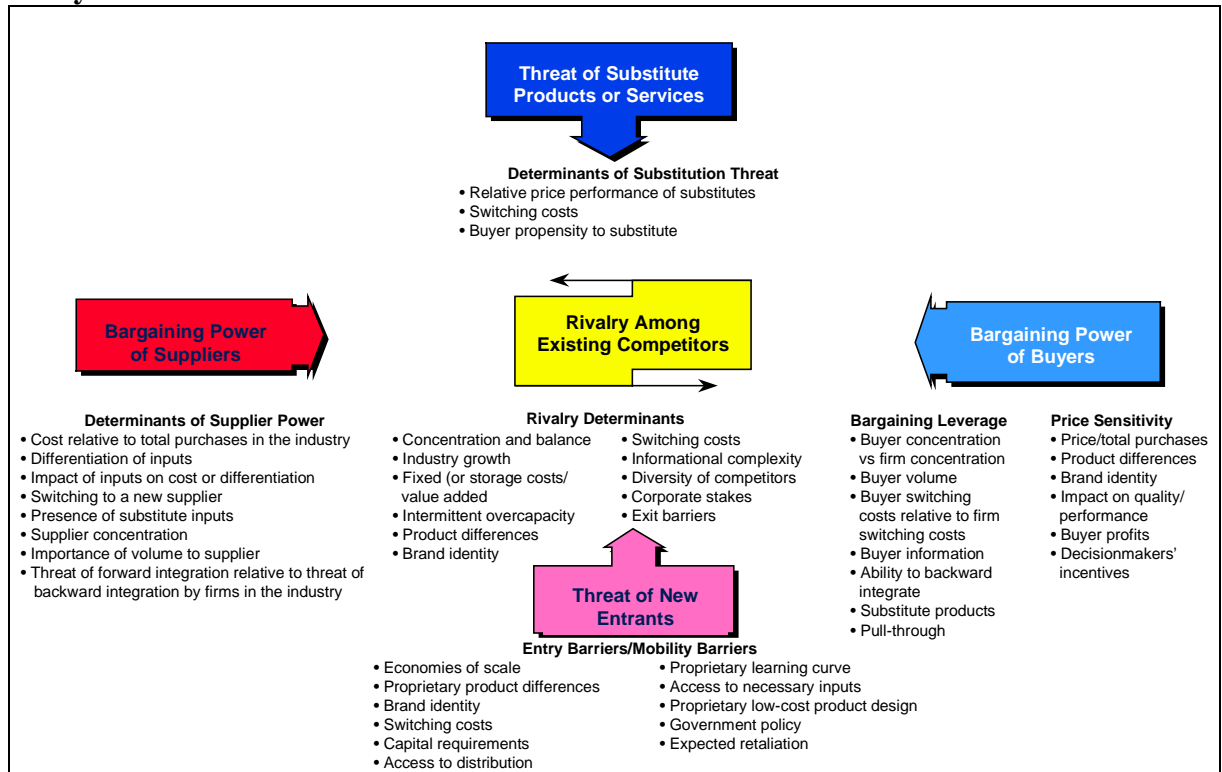 Threat of Substitute
Products or Services
Determinants of Substitution Threat
• Relative price performance of substitutes
• Switching costs
• Buyer propensity to substitute
Bargaining Power
of Suppliers
Determinants of Supplier Power
• Cost relative to total purchases in the industry
• Differentiation of inputs
• Impact of inputs on cost or differentiation
• Switching to a new supplier
• Presence of substitute inputs
• Supplier concentration
• Importance of volume to supplier
• Threat of forward integration relative to threat of
backward integration by firms in the industry
Rivalry Among
Existing Competitors
Rivalry Determinants
• Concentration and balance
• Industry growth
• Fixed (or storage costs/
value added
• Intermittent overcapacity
• Product differences
• Brand identity
• Switching costs
• Informational complexity
• Diversity of competitors
• Corporate stakes
• Exit barriers
Bargaining Power
of Buyers
Bargaining Leverage
• Buyer concentration
vs firm concentration
• Buyer volume
• Buyer switching
costs relative to firm
switching costs
• Buyer information
• Ability to backward
integrate
• Substitute products
• Pull-through
Price Sensitivity
• Price/total purchases
• Product differences
• Brand identity
• Impact on quality/
performance
• Buyer profits
• Decisionmakers'
incentives
Threat of New
Entrants
Entry Barriers/Mobility Barriers
• Economies of scale
• Proprietary product differences
• Brand identity
• Switching costs
• Capital requirements
• Access to distribution
• Proprietary learning curve
• Access to necessary inputs
• Proprietary low-cost product design
• Government policy
• Expected retaliation